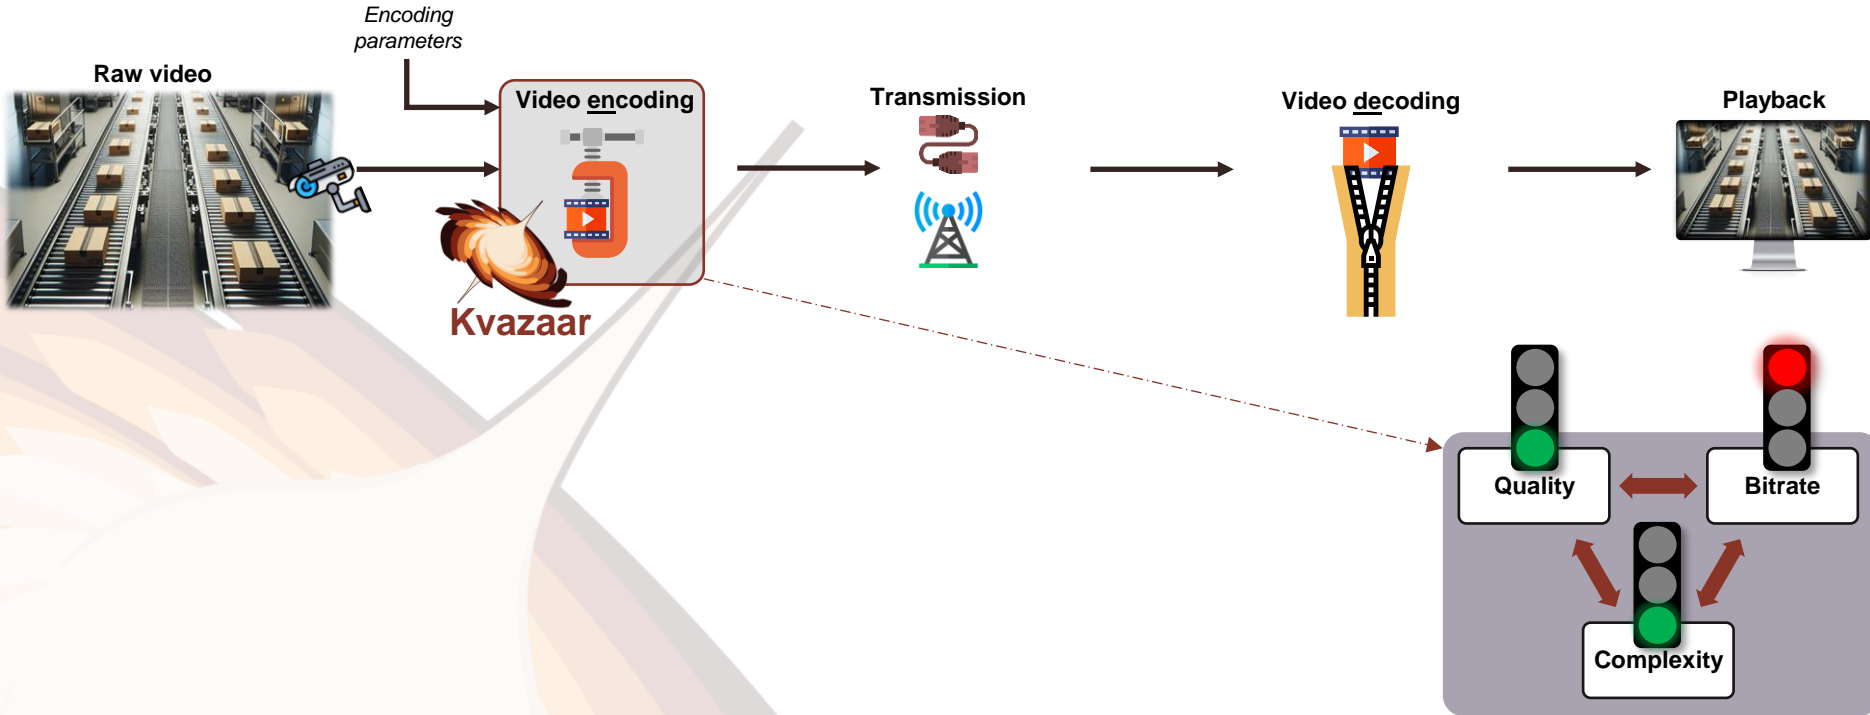 Encoding
parameters
Raw video
Video encoding
Transmission
Video decoding
Playback
Kvazaar
Quality
Bitrate
Complexity